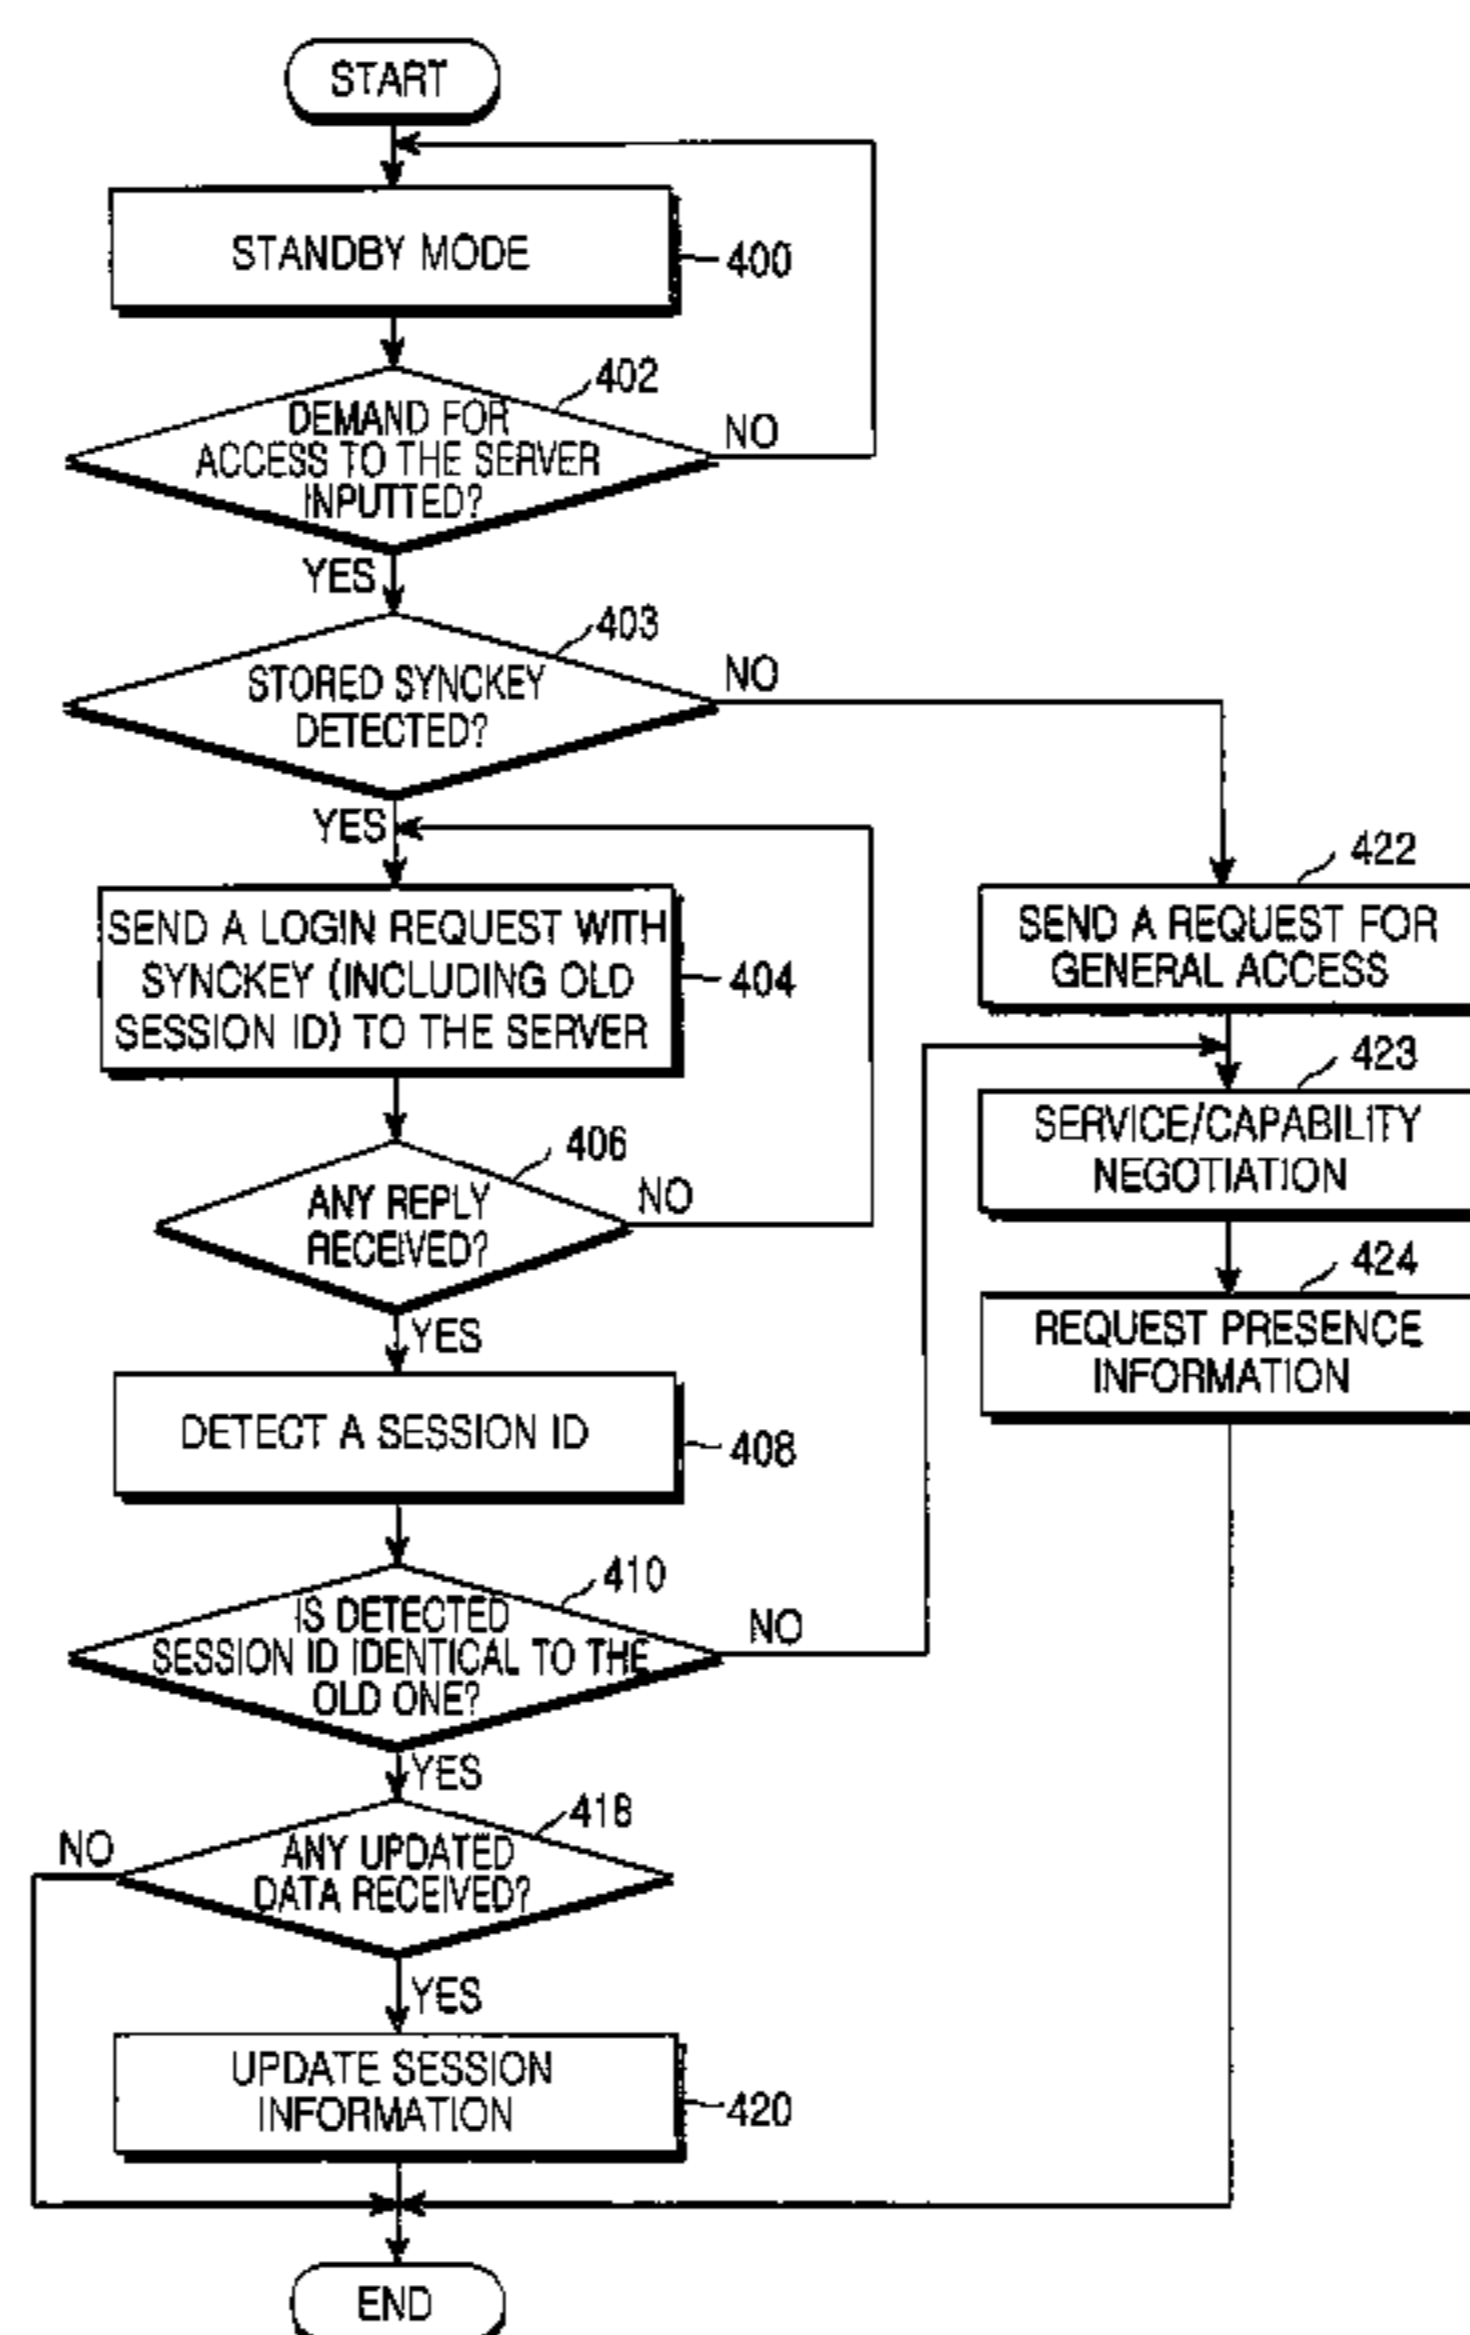 START
STANDBY MODE
400
402
DEMAND FOR
ACCESS TO THE SERVER
INPUTTED?
NO
YES
403
STORED SYNCKEY
DETECTED?
NO
YES
SEND A LOGIN REQUEST WITH
SYNCKEY (INCLUDING OLD
SESSION ID) TO THE SERVER
404
422
SEND A REQUEST FOR
GENERAL ACCESS
423
SERVICE/CAPABILITY
NEGOTIATION
406
ANY REPLY
RECEIVED?
NO
YES
424
REQUEST PRESENCE
INFORMATION
DETECT A SESSION ID
408
410
IS DETECTED
SESSION ID IDENTICAL TO THE
OLD ONE?
NO
YES
418
ANY UPDATED
DATA RECEIVED?
NO
YES
UPDATE SESSION
INFORMATION
420
END